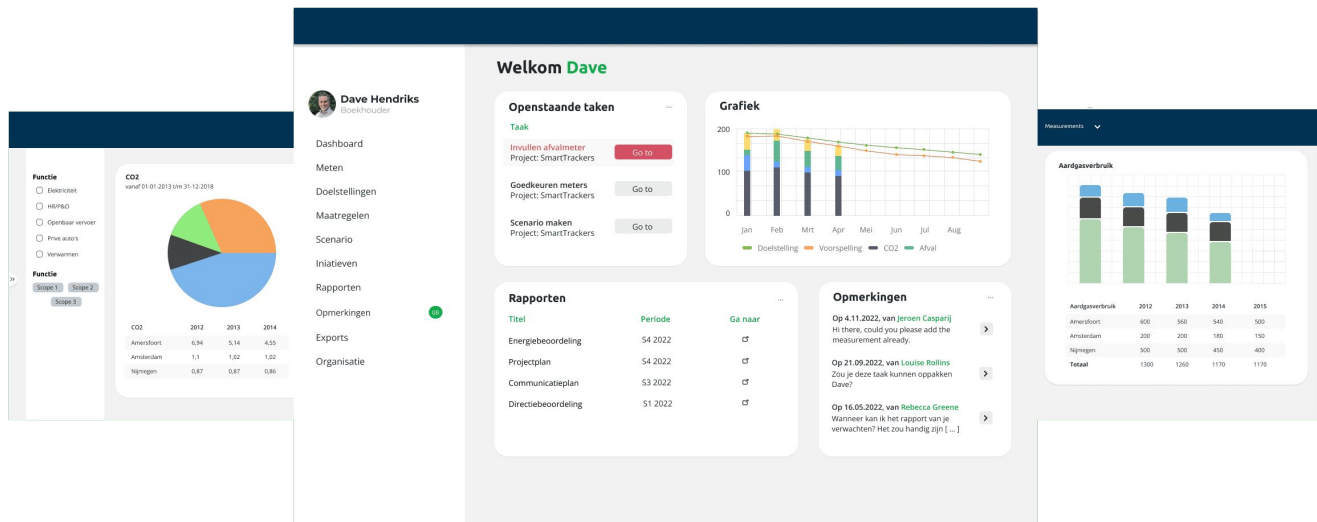 Functie
Elektriciteit
HR/P&O
Openbaar vervoer
Prive auto's
Verwarmen
Functie
Scope 1 Scope 2
Scope 3
CO2
vanaf 01-01-2013 t/m 31-12-2018
CO2 2012 2013 2014
Amersfoort 6,94 5,14 4,55
Amsterdam 1,1 1,02 1,02
Nijmegen 0,87 0,87 0,86
Dave Hendriks
Boekhouder
Dashboard
Meten
Doelstellingen
Maatregelen
Scenario
Iniatieven
Rapporten
Opmerkingen 08
Exports
Organisatie
Welkom Dave
Openstaande taken ...
Taak
Invullen afvalmeter
Project: SmartTrackers
Go to
Goedkeuren meters
Project: SmartTrackers
Go to
Scenario maken
Project: SmartTrackers
Go to
Grafiek
200
100
0
Jan Feb Mrt Apr Mei Jun Jul Aug
Doelstelling Voorspelling CO2 Afval
Rapporten ...
Titel Periode Ga naar
Energiebeoordeling S4 2022
Projectplan S4 2022
Communicatieplan S3 2022
Directiebeoordeling S1 2022
Opmerkingen ...
Op 4.11.2022, van Jeroen Casparij
Hi there, could you please add the
measurement already.
Op 21.09.2022, van Louise Rollins
Zou je deze taak kunnen oppakken
Dave?
Op 16.05.2022, van Rebecca Greene
Wanneer kan ik het rapport van je
verwachten? Het zou handig zijn [ ... ]
Measurements
Aardgasverbruik
Aardgasverbruik 2012 2013 2014 2015
Amersfoort 600 560 540 500
Amsterdam 200 200 180 150
Nijmegen 500 500 450 400
Totaal 1300 1260 1170 1170